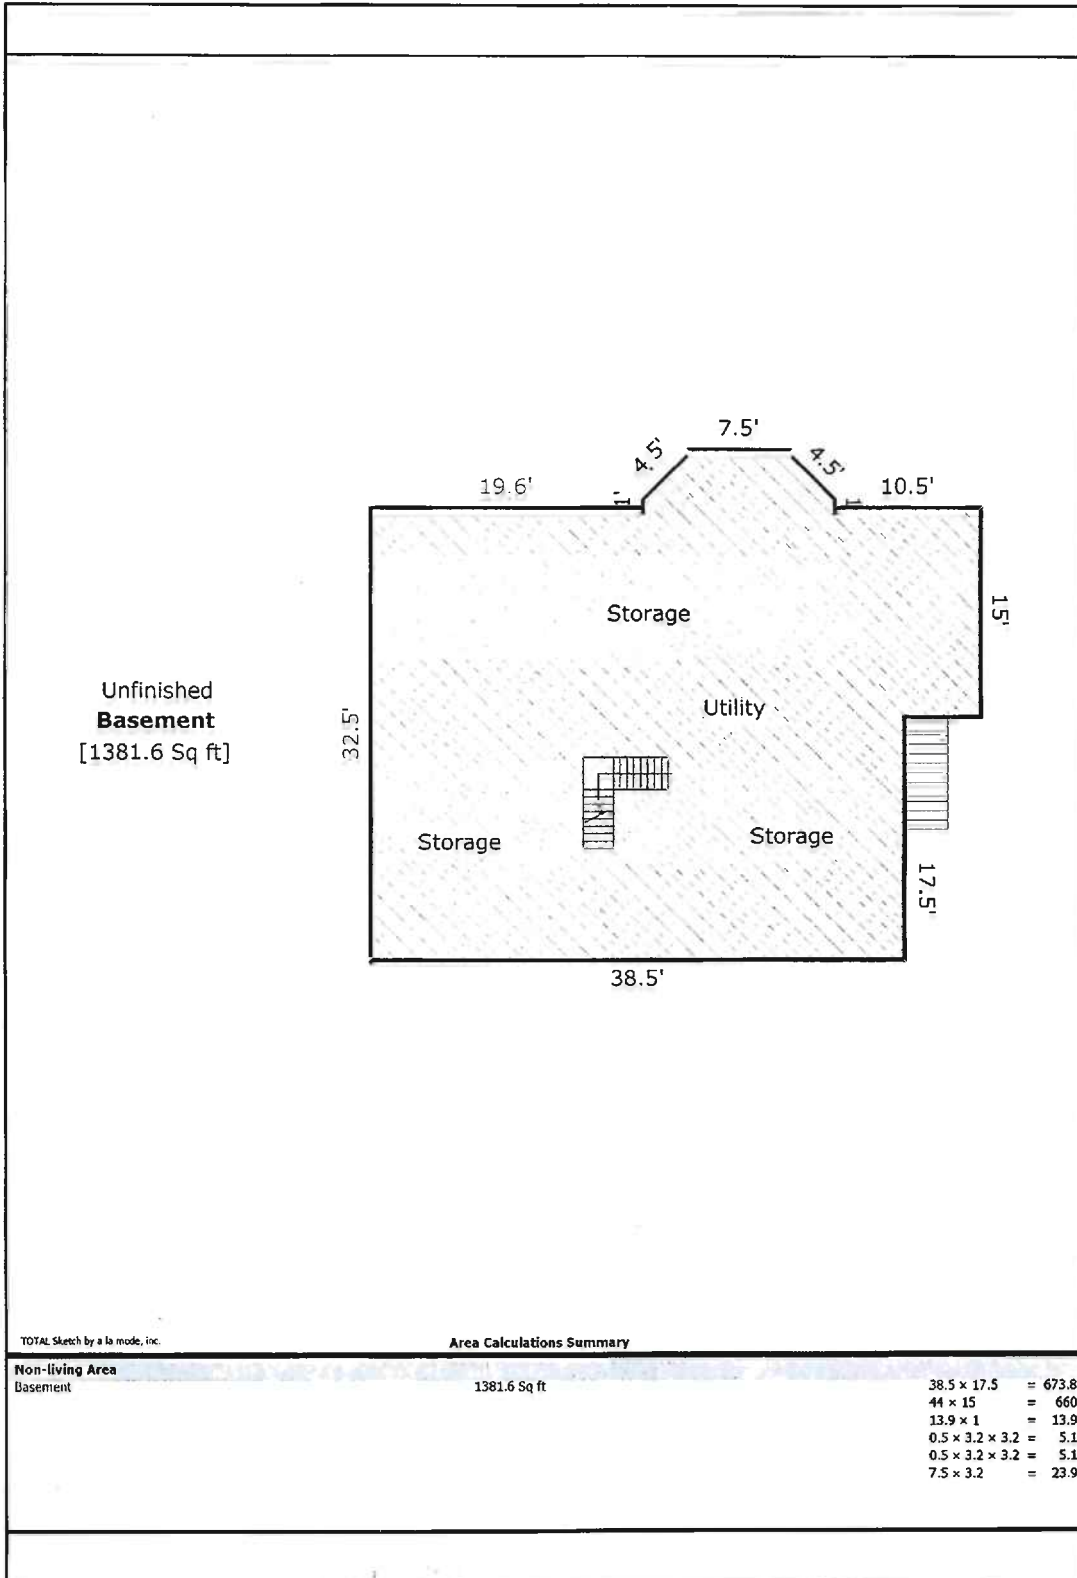 7.5'
4.5'
4.5'
19.6'
1'
1'
10.5'
Storage
15'
Unfinished
Basement
[1381.6 Sq ft]
32.5'
Utility
Storage
Storage
17.5'
38.5'
TOTAL Sketch by a la mode, inc.
Area Calculations Summary
Non-living Area
Basement 1381.6 Sq ft
38.5 × 17.5 = 673.8
44 × 15 = 660
13.9 × 1 = 13.9
0.5 × 3.2 × 3.2 = 5.1
0.5 × 3.2 × 3.2 = 5.1
7.5 × 3.2 = 23.9